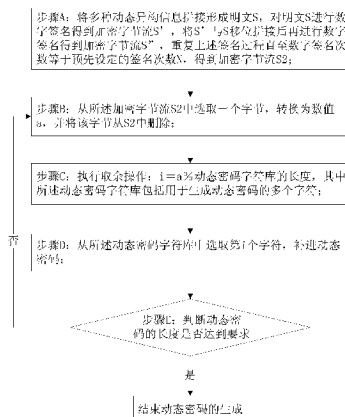 步骤A：将多种动态异构信息拼接形成明文S，对明文S进行数
字签名得到加密字节流S'，将S'与S移位拼接后再进行数字
签名得到加密字节流S"，重复上述签名过程直至数字签名次
数等于预先设定的签名次数N，得到加密字节流S2；
步骤B：从所述加密字节流S2中选取一个字节，转换为数值
a，并将该字节从S2中删除；
步骤C：执行取余操作：i=a%动态密码字符库的长度，其中
所述动态密码字符库包括用于生成动态密码的多个字符；
否
步骤D：从所述动态密码字符库中选取第i个字符，补进动态
密码；
步骤E：判断动态密
码的长度是否达到要求
是
结束动态密码的生成